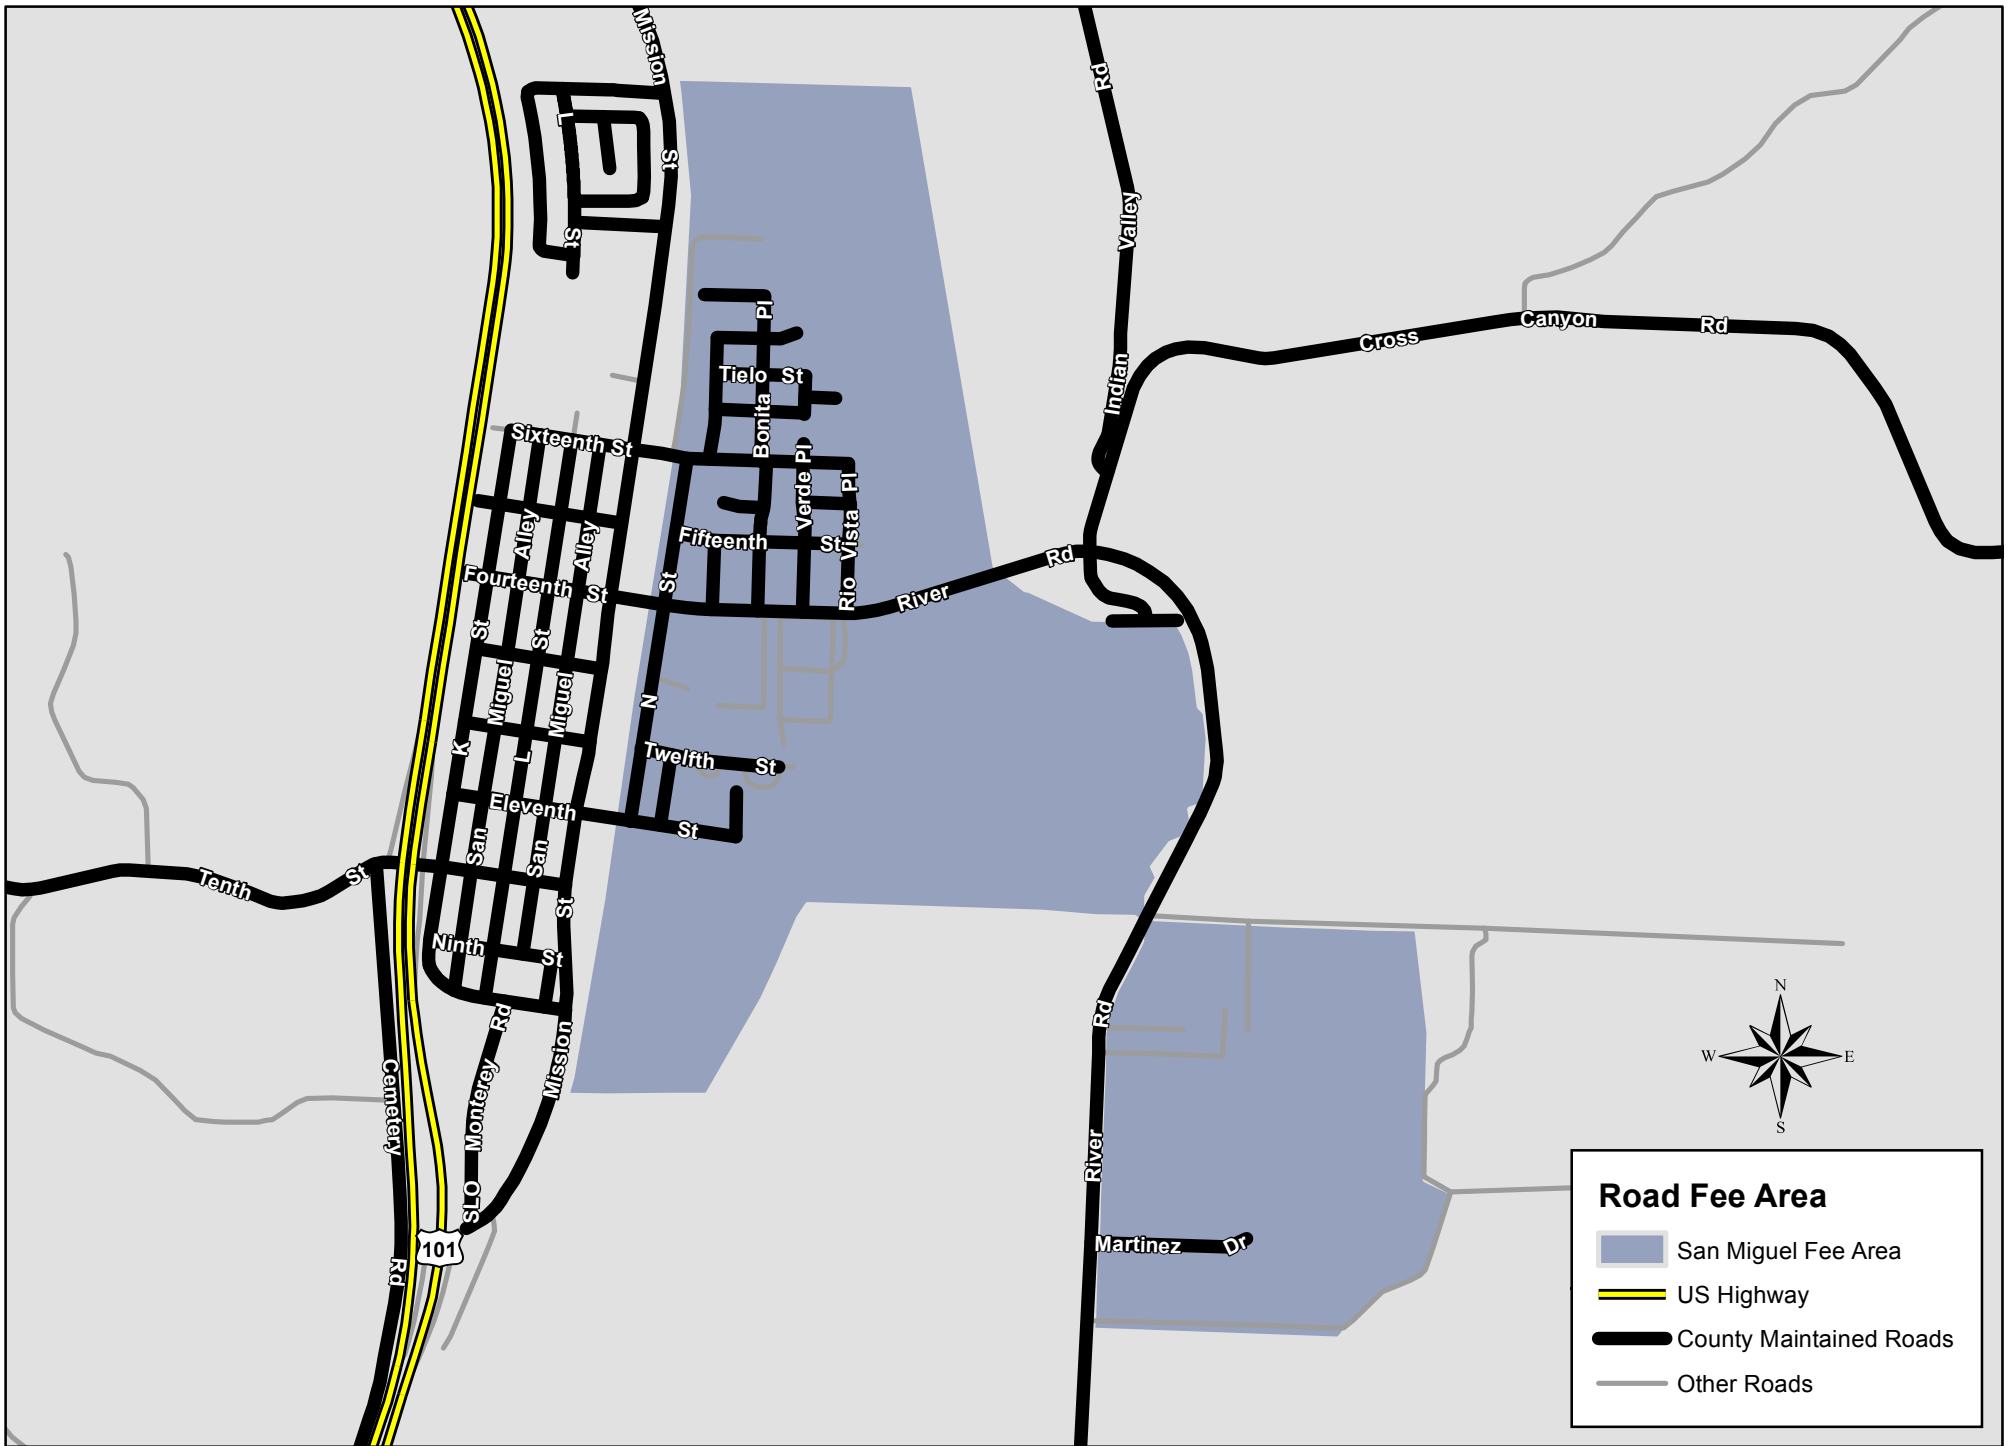 Mission
St
L
St
Rd
Valley
Indian
Cross
Canyon
Rd
Pl
Tielo St
Bonita
Sixteenth St
Verde Pl
Rio Vista Pl
Alley
Alley
Fifteenth St
Fourteenth St
St
River Rd
St
St
Miguel
Miguel
N
K
L
Twelfth St
Eleventh St
San
San
Tenth St
St
Ninth St
Rd
Monterey
SLO
Mission
Cemetery
Rd
101
Rd
River
Martinez Dr
N
W
E
S
Road Fee Area
San Miguel Fee Area
US Highway
County Maintained Roads
Other Roads